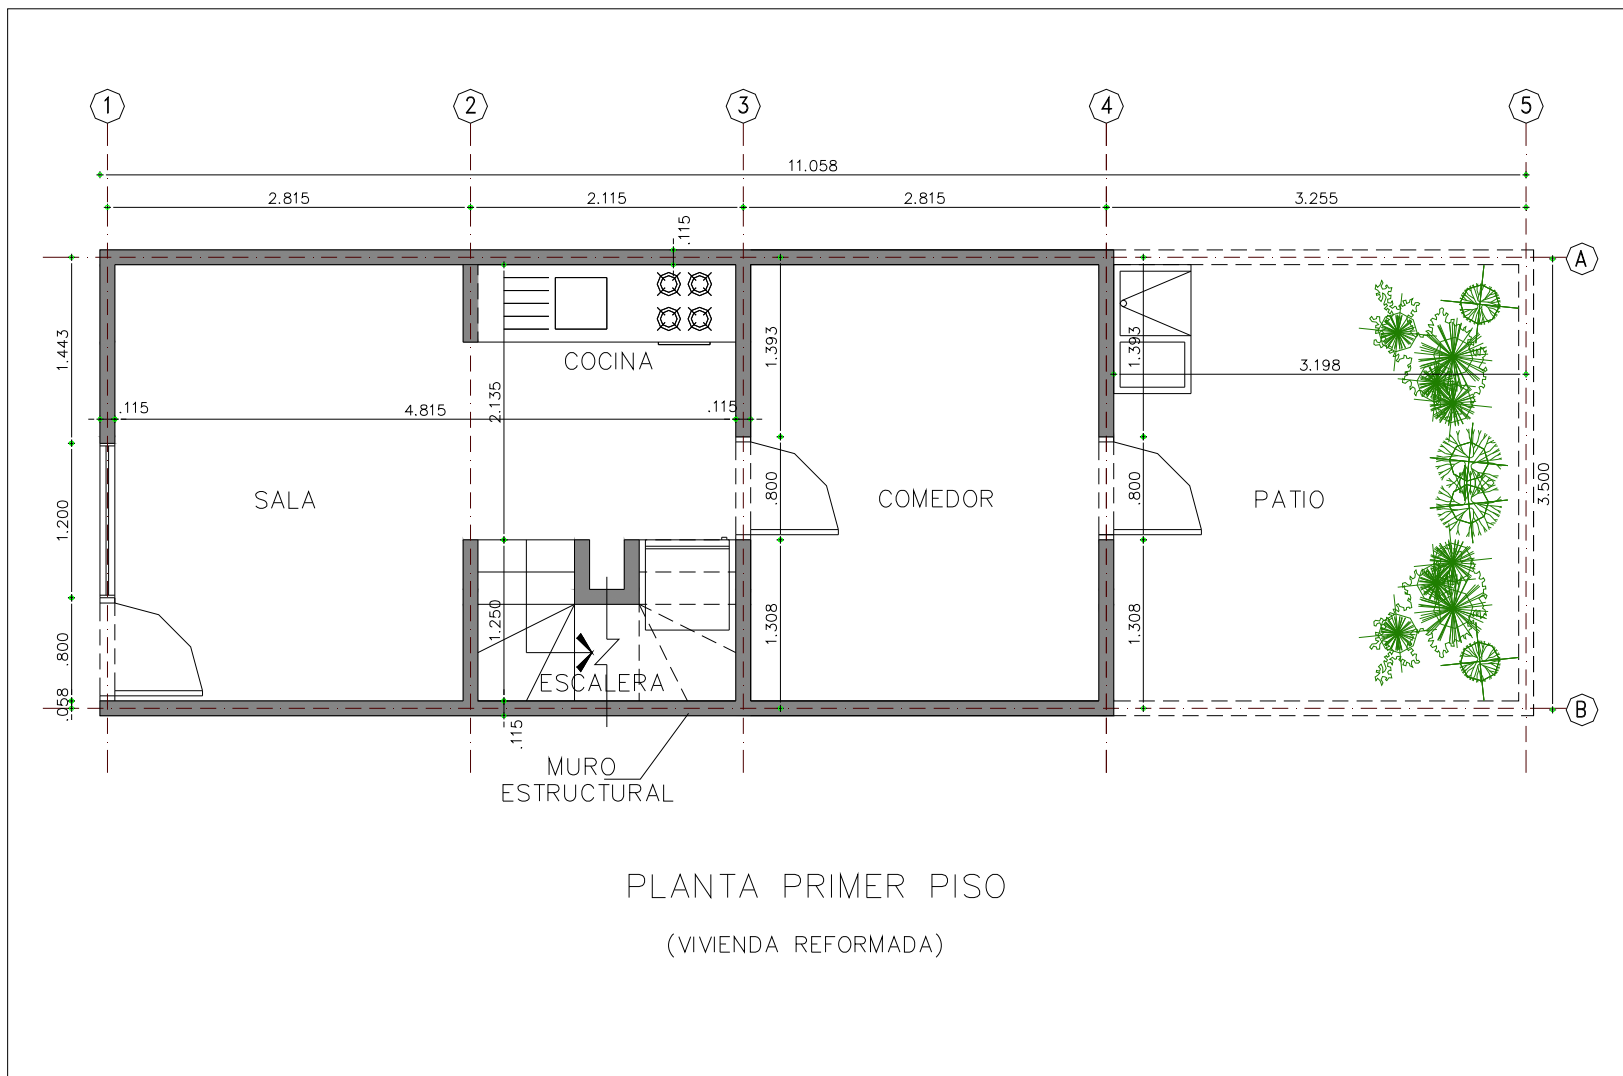 1 2 3 4 5
11.058
2.815 2.115 2.815 3.255
.115
A
1.443
COCINA
1.393
1.393
3.198
.115 4.815 .115
2.135
SALA
1.200
.800
COMEDOR
.800
PATIO
3.500
1.250
1.308
1.308
.800
ESCALERA
.058
B
.115
MURO
ESTRUCTURAL
PLANTA PRIMER PISO
(VIVIENDA REFORMADA)